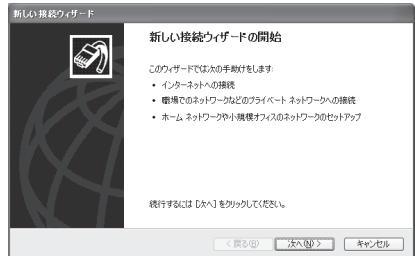 新しい接続ウィザード
新しい接続ウィザードの開始
このウィザードでは次の手助けをします:
• インターネットへの接続
• 職場でのネットワークなどのプライベート ネットワークへの接続
• ホーム ネットワークや小規模オフィスのネットワークのセットアップ
続行するには [次へ] をクリックしてください。
< 戻る(B) 次へ(N) > キャンセル